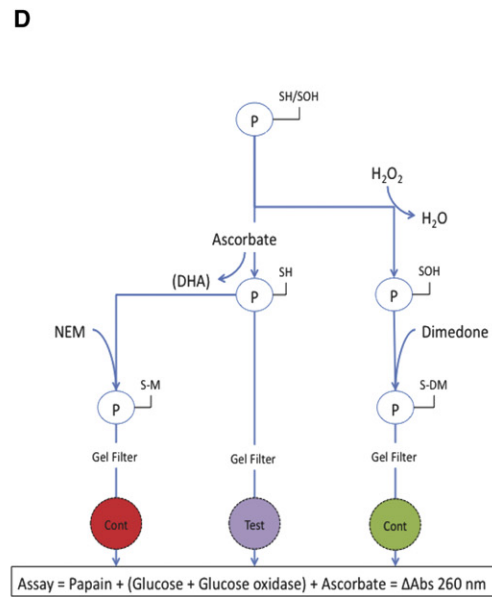 D
SH/SOH
P
H₂O₂
H₂O
Ascorbate
(DHA)
SH
SOH
P
P
NEM
Dimedone
S-M
S-DM
P
P
Gel Filter
Gel Filter
Gel Filter
Cont
Test
Cont
Assay = Papain + (Glucose + Glucose oxidase) + Ascorbate = ΔAbs 260 nm